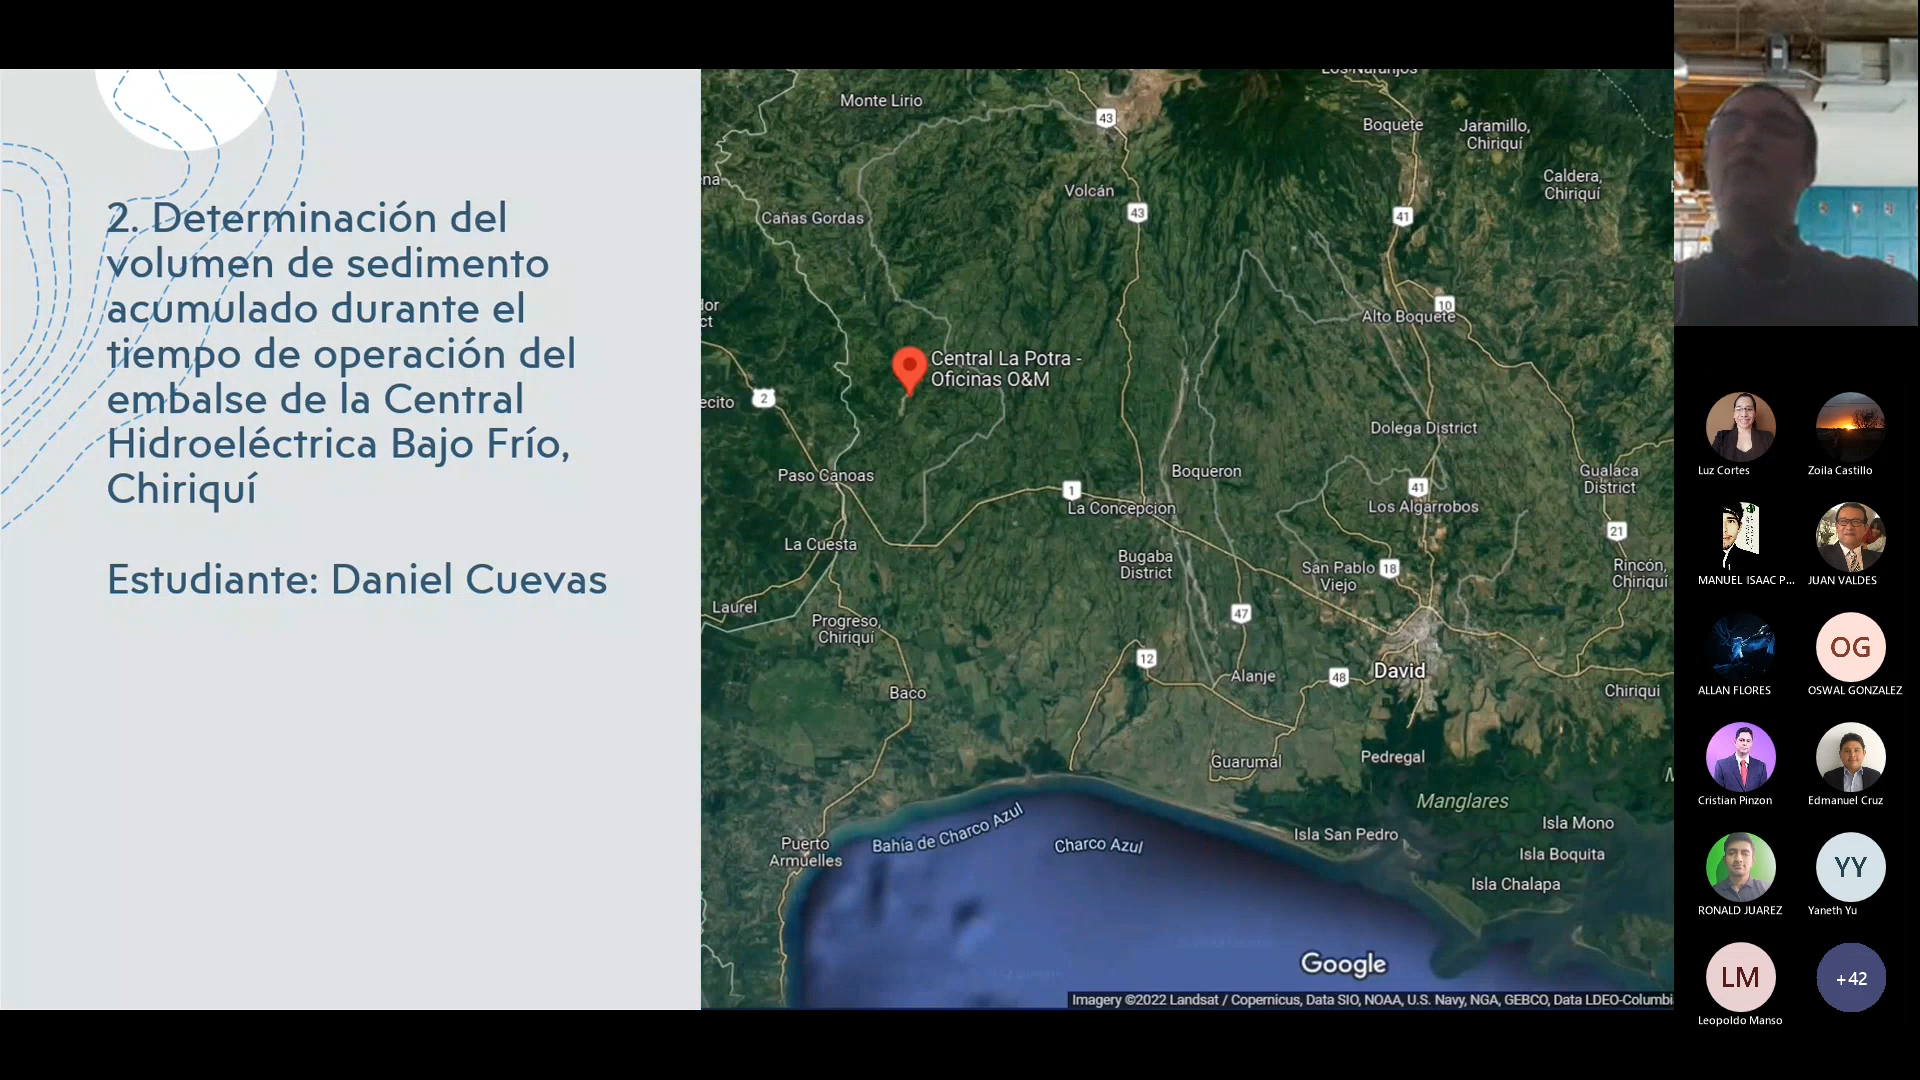 2. Determinación del
volumen de sedimento
acumulado durante el
tiempo de operación del
embalse de la Central
Hidroeléctrica Bajo Frío,
Chiriquí
Estudiante: Daniel Cuevas
Los Naranjos
Monte Lirio
43
Boquete
Jaramillo,
Chiriquí
Caldera,
Chiriquí
na
Volcán
43
Cañas Gordas
41
10
Alto Boquete
or
ct
Central La Potra -
Oficinas O&M
ecito
2
Dolega District
Paso Canoas
Boqueron
Gualaca
District
1
La Concepcion
41
Los Algarrobos
21
La Cuesta
Bugaba
District
San Pablo
Viejo
18
Rincón,
Chiriquí
Laurel
Progreso,
Chiriquí
47
12
Alanje
48
David
Baco
Chiriqui
Guarumal
Pedregal
Manglares
Bahía de Charco Azul
Charco Azul
Isla San Pedro
Isla Mono
Puerto
Armuelles
Isla Boquita
Isla Chalapa
Google
Imagery ©2022 Landsat / Copernicus, Data SIO, NOAA, U.S. Navy, NGA, GEBCO, Data LDEO-Columbi
Luz Cortes
Zoila Castillo
MANUEL ISAAC P...
JUAN VALDES
ALLAN FLORES
OG
OSWAL GONZALEZ
Cristian Pinzon
Edmanuel Cruz
RONALD JUAREZ
YY
Yaneth Yu
LM
Leopoldo Manso
+42